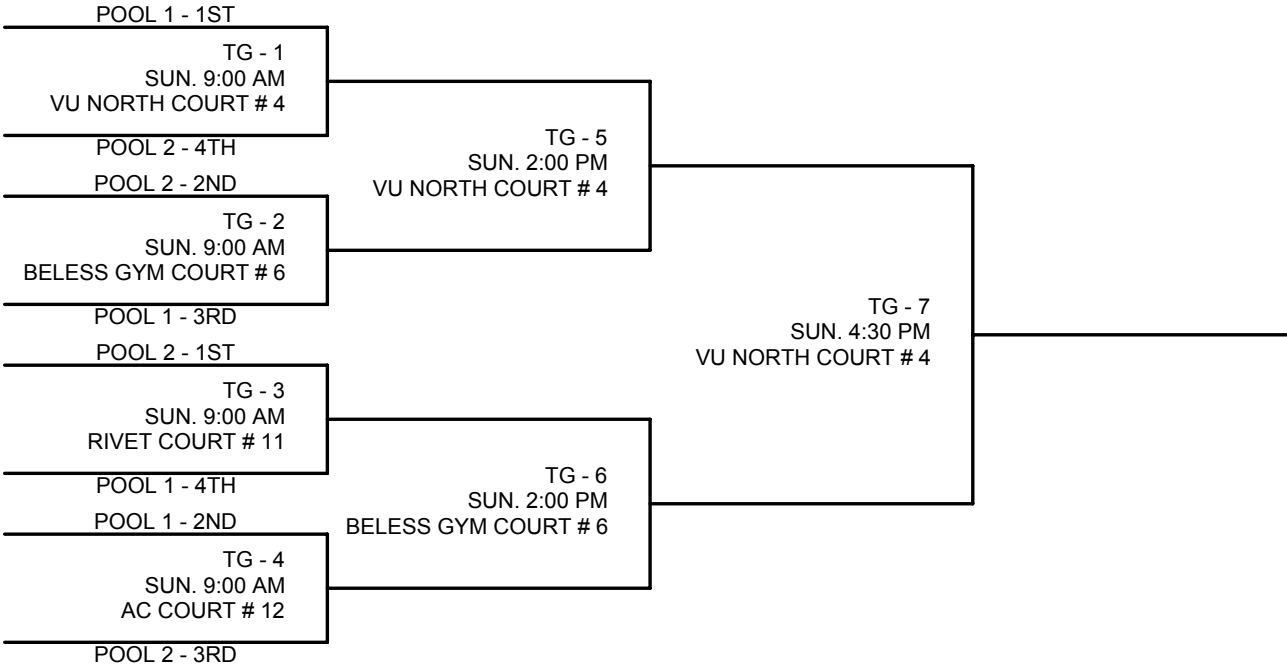 POOL 1 - 1ST
TG - 1
SUN. 9:00 AM
VU NORTH COURT # 4
POOL 2 - 4TH
POOL 2 - 2ND
TG - 2
SUN. 9:00 AM
BELESS GYM COURT # 6
POOL 1 - 3RD
POOL 2 - 1ST
TG - 3
SUN. 9:00 AM
RIVET COURT # 11
POOL 1 - 4TH
POOL 1 - 2ND
TG - 4
SUN. 9:00 AM
AC COURT # 12
POOL 2 - 3RD
TG - 5
SUN. 2:00 PM
VU NORTH COURT # 4
TG - 6
SUN. 2:00 PM
BELESS GYM COURT # 6
TG - 7
SUN. 4:30 PM
VU NORTH COURT # 4